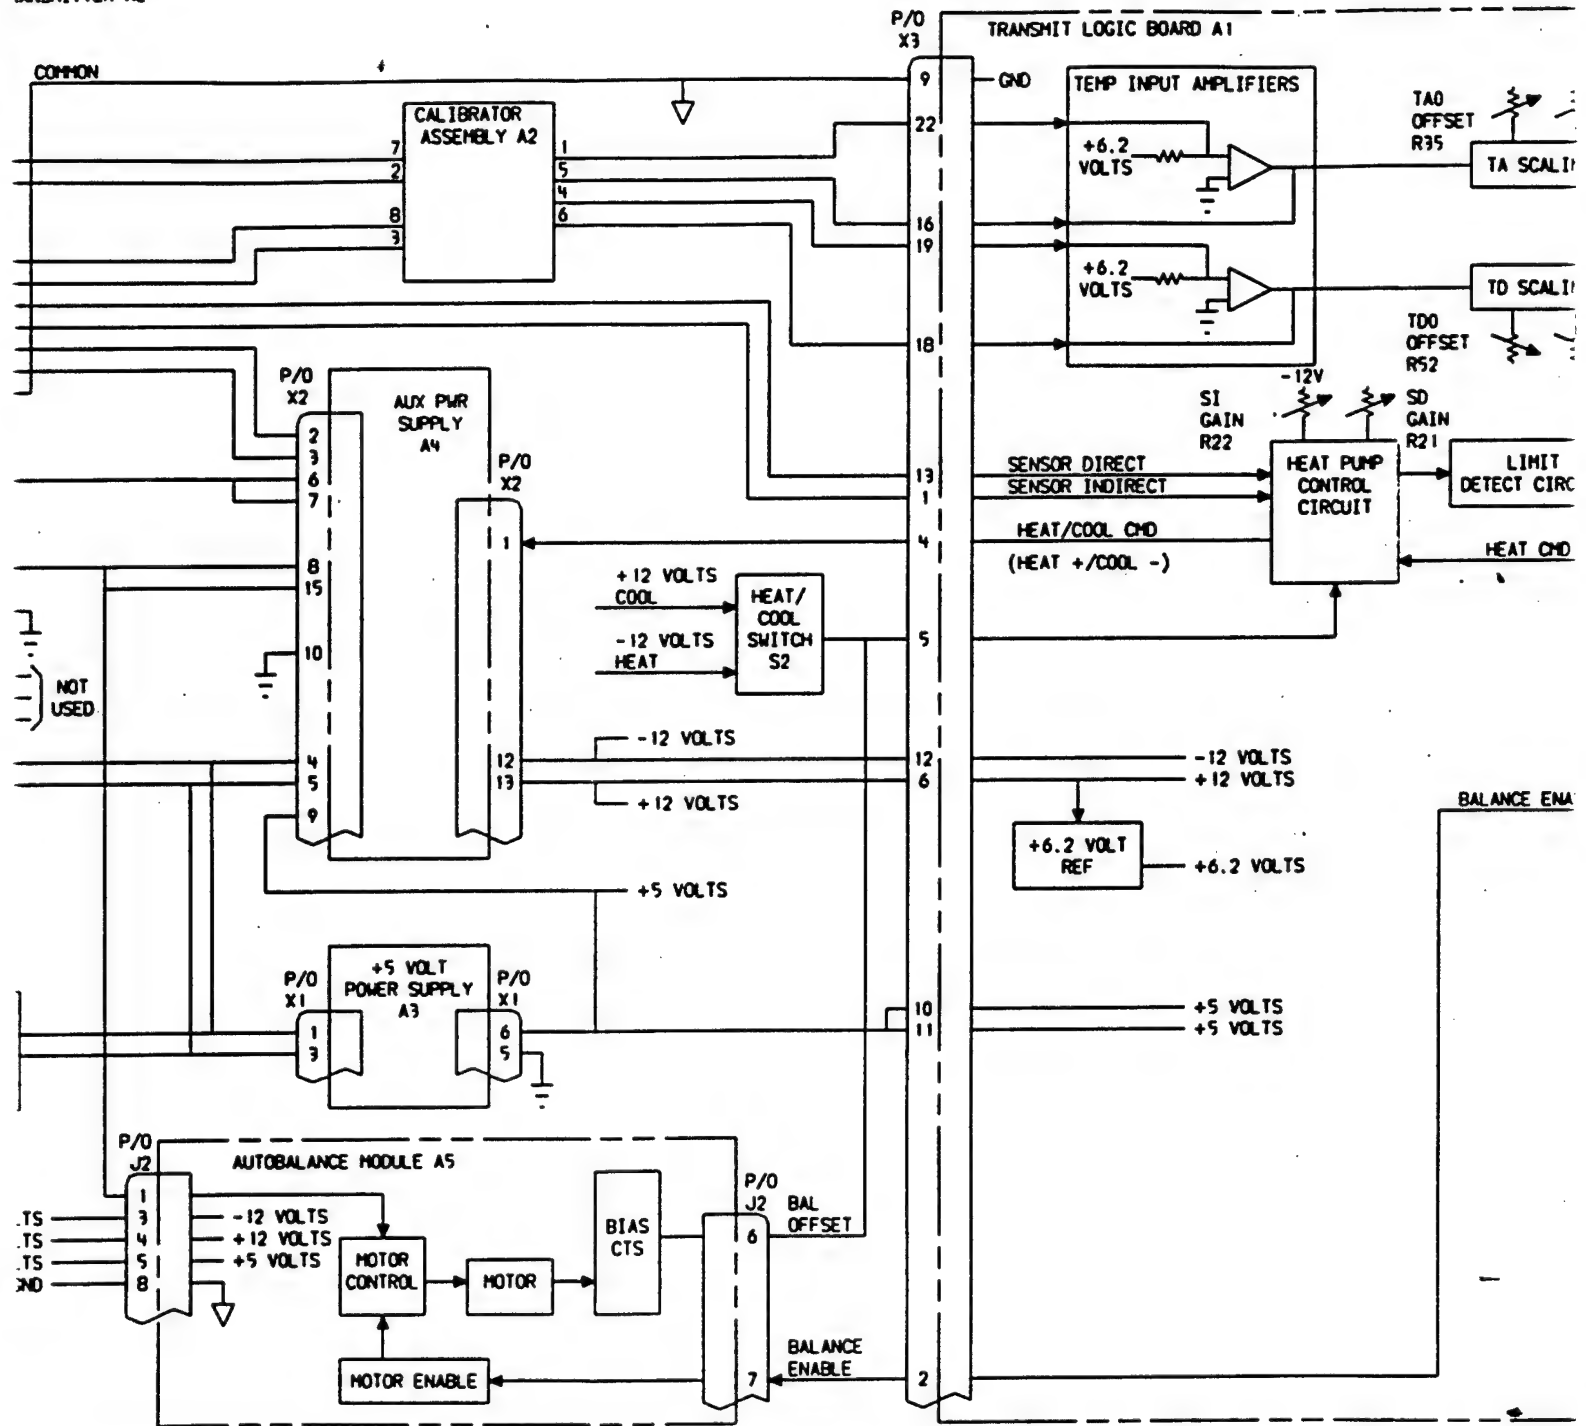 P/O
X3
TRANSMIT LOGIC BOARD A1
COMMON
9
GND
CALIBRATOR
ASSEMBLY A2
7
2
8
3
1
5
4
6
22
16
19
18
13
1
4
5
12
6
10
11
2
TEMP INPUT AMPLIFIERS
+6.2
VOLTS
+6.2
VOLTS
TAO
OFFSET
R35
TA
TD
TDO
OFFSET
R52
-12V
SI
GAIN
R22
SD
GAIN
R21
HEAT PUMP
CONTROL
CIRCUIT
LIMIT
DETECT
SENSOR DIRECT
SENSOR INDIRECT
HEAT/COOL CMD
(HEAT +/COOL -)
HEAT CMD
P/O
X2
AUX PWR
SUPPLY
A4
P/O
X2
2
3
6
7
8
15
10
4
5
9
1
12
13
+12 VOLTS
COOL
-12 VOLTS
HEAT
HEAT/
COOL
SWITCH
S2
NOT
USED
-12 VOLTS
+12 VOLTS
-12 VOLTS
+12 VOLTS
+6.2 VOLT
REF
+6.2 VOLTS
BALANCE
+5 VOLTS
+5 VOLT
POWER SUPPLY
A3
P/O
X1
P/O
X1
1
3
6
5
+5 VOLTS
+5 VOLTS
P/O
J2
AUTOBALANCE MODULE A5
1
3
4
5
8
-12 VOLTS
+12 VOLTS
+5 VOLTS
MOTOR
CONTROL
MOTOR
BIAS
CTS
MOTOR ENABLE
P/O
J2
6
7
BAL
OFFSET
BALANCE
ENABLE